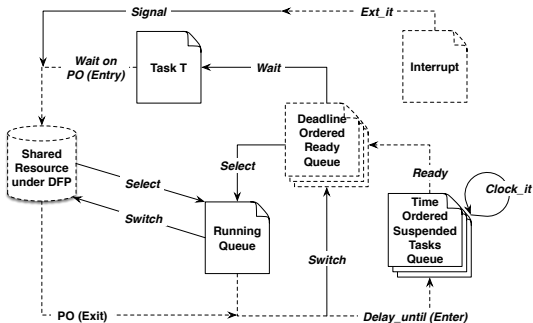 Signal
Ext_it
Wait on
PO (Entry)
Task T
Wait
Interrupt
Deadline
Ordered
Ready
Queue
Shared
Resource
under DFP
Select
Select
Ready
Clock_it
Switch
Running
Queue
Time
Ordered
Suspended
Tasks
Queue
Switch
PO (Exit)
Delay_until (Enter)